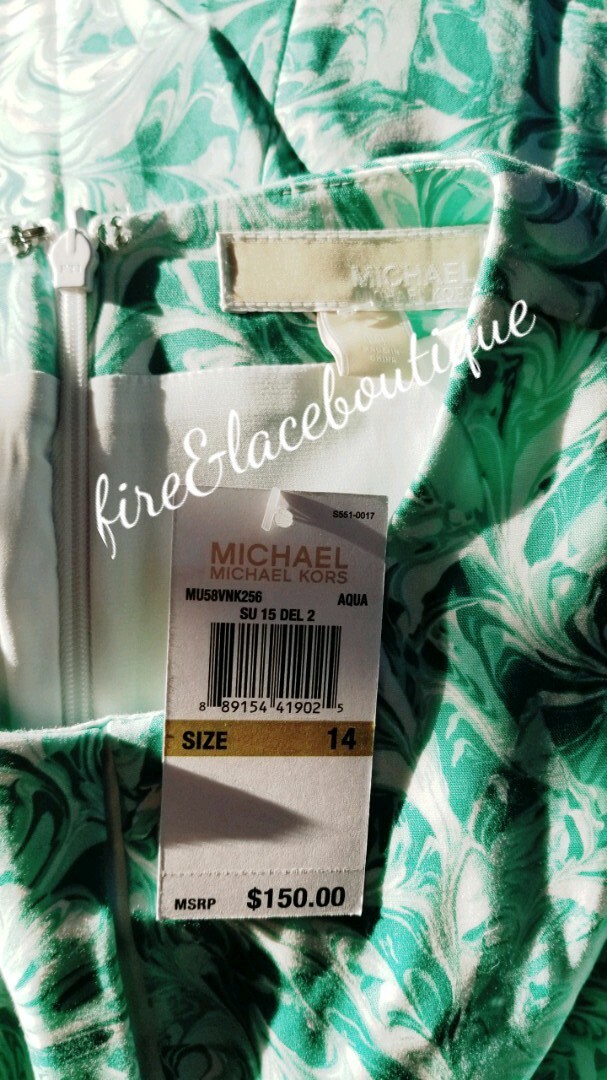 MICHAEL
fire&laceboutique
S551-0017
MICHAEL
MICHAEL KORS
MU58VNK256 AQUA
SU 15 DEL 2
8 89154 41902 5
SIZE 14
MSRP $150.00